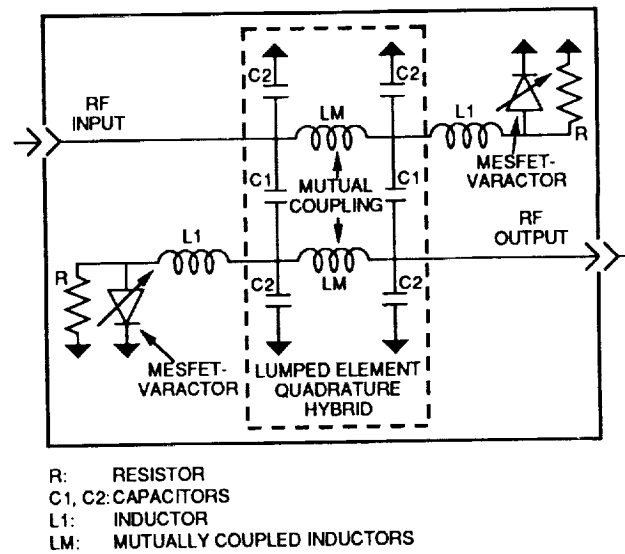 C2
C2
RF
INPUT
LM
L1
R
C1
MUTUAL
COUPLING
C1
MESFET-
VARACTOR
RF
OUTPUT
L1
R
C2
LM
C2
MESFET-
VARACTOR
LUMPED ELEMENT
QUADRATURE
HYBRID
R: RESISTOR
C1, C2: CAPACITORS
L1: INDUCTOR
LM: MUTUALLY COUPLED INDUCTORS